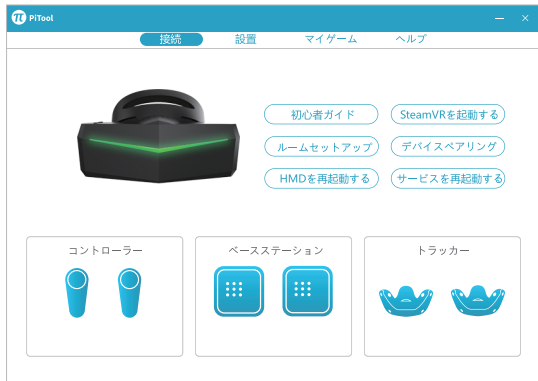 π PiTool
接続 設置 マイゲーム ヘルプ
初心者ガイド SteamVRを起動する
ルームセットアップ デバイスペアリング
HMDを再起動する サービスを再起動する
コントローラー ベースステーション トラッカー